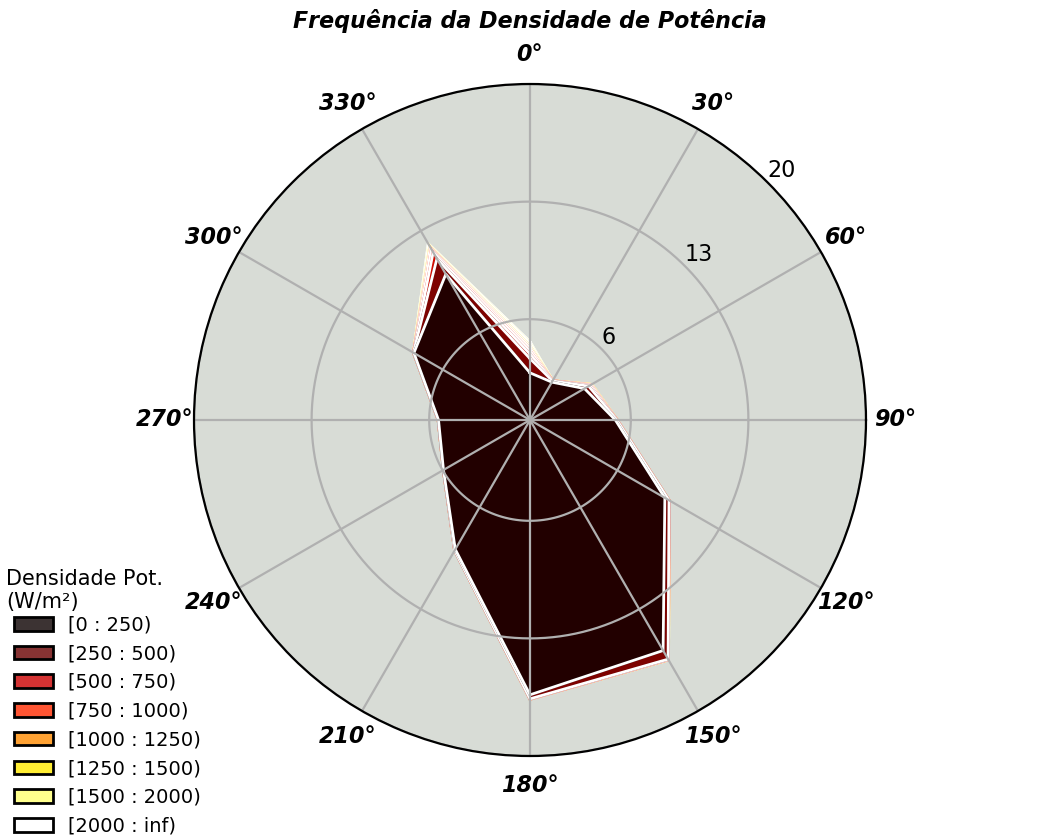 Frequência da Densidade de Potência
0°
330°
30°
20
300°
60°
13
6
270°
90°
240°
120°
210°
150°
180°
Densidade Pot.
(W/m²)
[0 : 250)
[250 : 500)
[500 : 750)
[750 : 1000)
[1000 : 1250)
[1250 : 1500)
[1500 : 2000)
[2000 : inf)